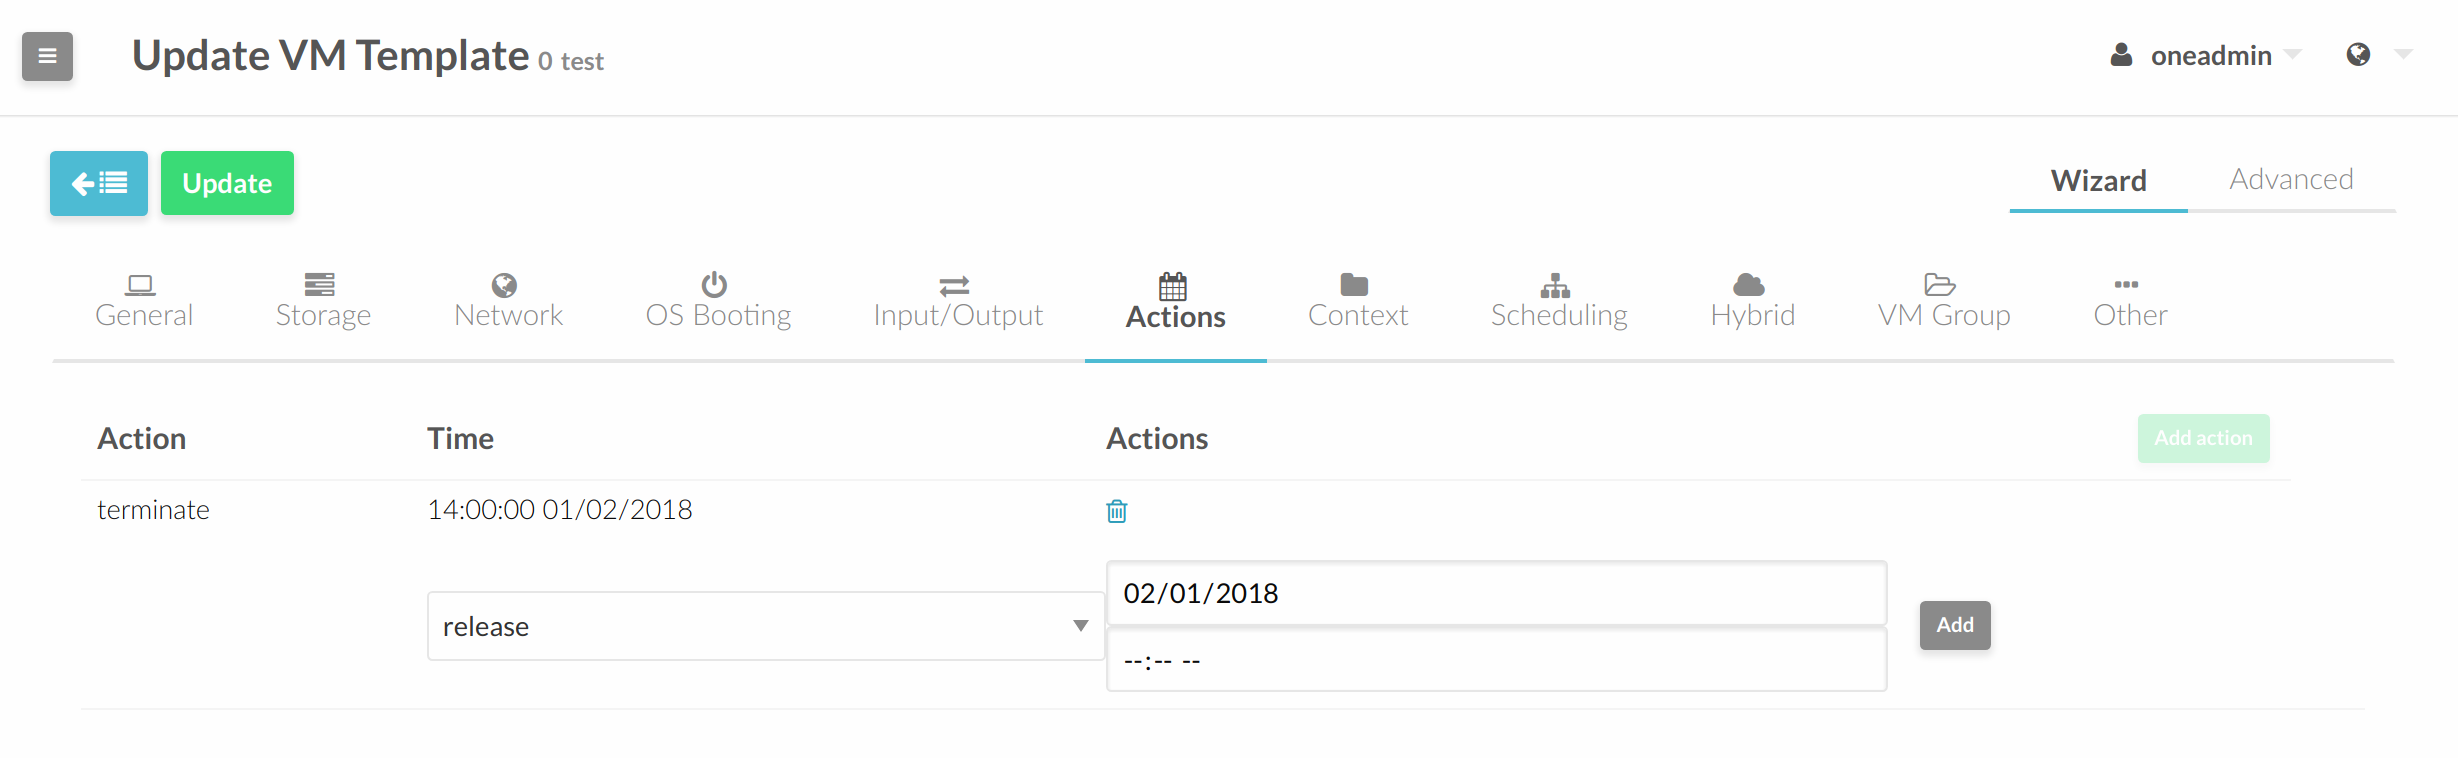 Update VM Template 0 test
oneadmin
Update
Wizard Advanced
General Storage Network OS Booting Input/Output Actions Context Scheduling Hybrid VM Group Other
Action Time Actions Add action
terminate 14:00:00 01/02/2018
02/01/2018
release Add
--:-- --